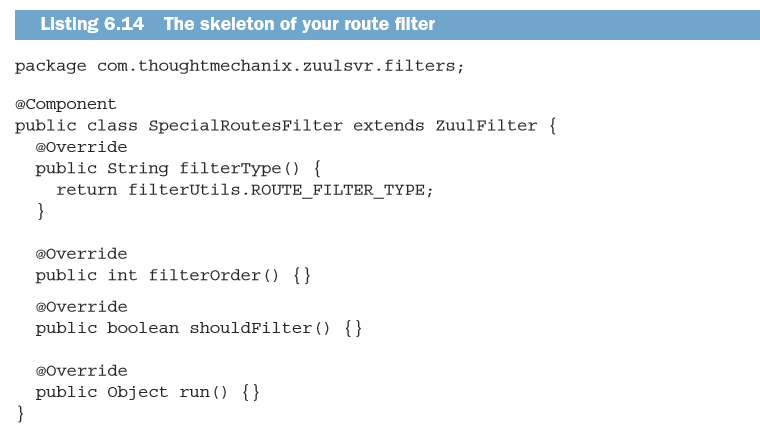 Listing 6.14 The skeleton of your route filter
package com.thoughtmechanix.zuulsvr.filters;
@Component
public class SpecialRoutesFilter extends ZuulFilter {
@Override
public String filterType() {
return filterUtils.ROUTE_FILTER_TYPE;
}
@Override
public int filterOrder() {}
@Override
public boolean shouldFilter() {}
@Override
public Object run() {}
}